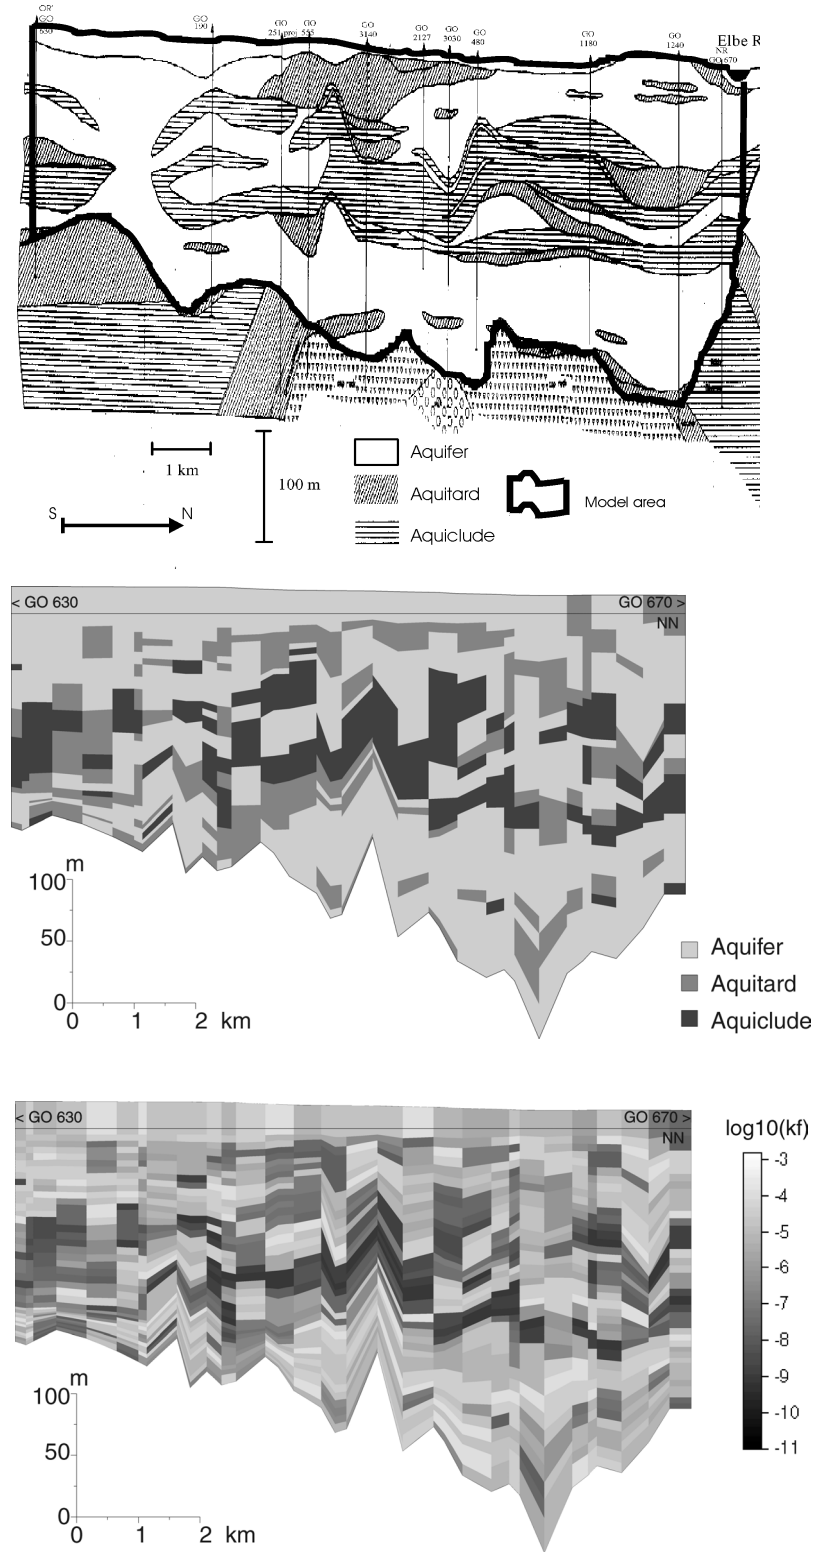 OR'
GO
630
GO
190
GO
251 proj
GO
555
GO
3140
GO
2127
GO
3030
GO
480
GO
1180
GO
1240
NR
GO 670
Elbe R
1 km
100 m
S N
Aquifer
Aquitard
Aquiclude
Model area
< GO 630 GO 670 >
NN
m
100
50
0
0 1 2 km
Aquifer
Aquitard
Aquiclude
< GO 630 GO 670 >
NN
log10(kf)
-3
-4
-5
-6
-7
-8
-9
-10
-11
m
100
50
0
0 1 2 km